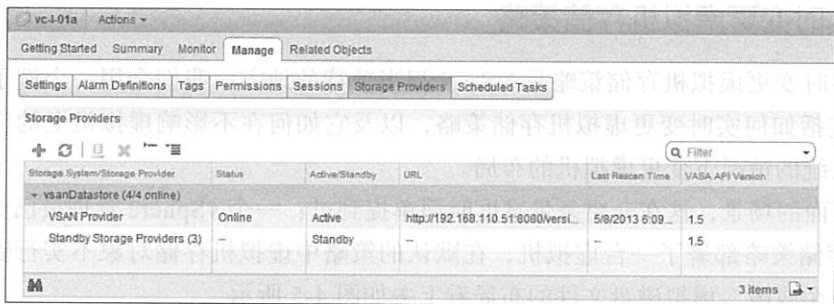 vc-l-01a Actions
Getting Started Summary Monitor Manage Related Objects
Settings Alarm Definitions Tags Permissions Sessions Storage Providers Scheduled Tasks
Storage Providers
Filter
Storage System/Storage Provider Status Active/Standby URL Last Rescan Time VASA API Version
vsanDatastore (4/4 online)
VSAN Provider Online Active http://192.168.110.51:8080/versi... 5/8/2013 6:09... 1.5
Standby Storage Providers (3) -- Standby -- -- 1.5
3 items